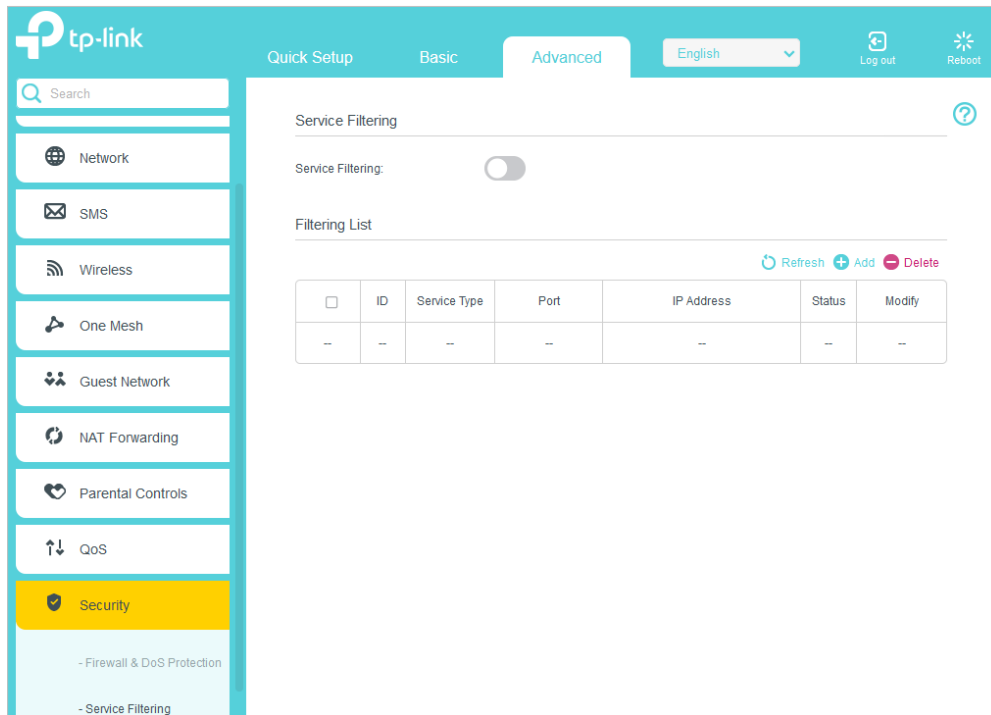 tp-link
Quick Setup
Basic
Advanced
English
Log out
Reboot
Search
Network
SMS
Wireless
One Mesh
Guest Network
NAT Forwarding
Parental Controls
QoS
Security
- Firewall & DoS Protection
- Service Filtering
Service Filtering
?
Service Filtering:
Filtering List
Refresh Add Delete
ID Service Type Port IP Address Status Modify
-- -- -- -- -- -- --